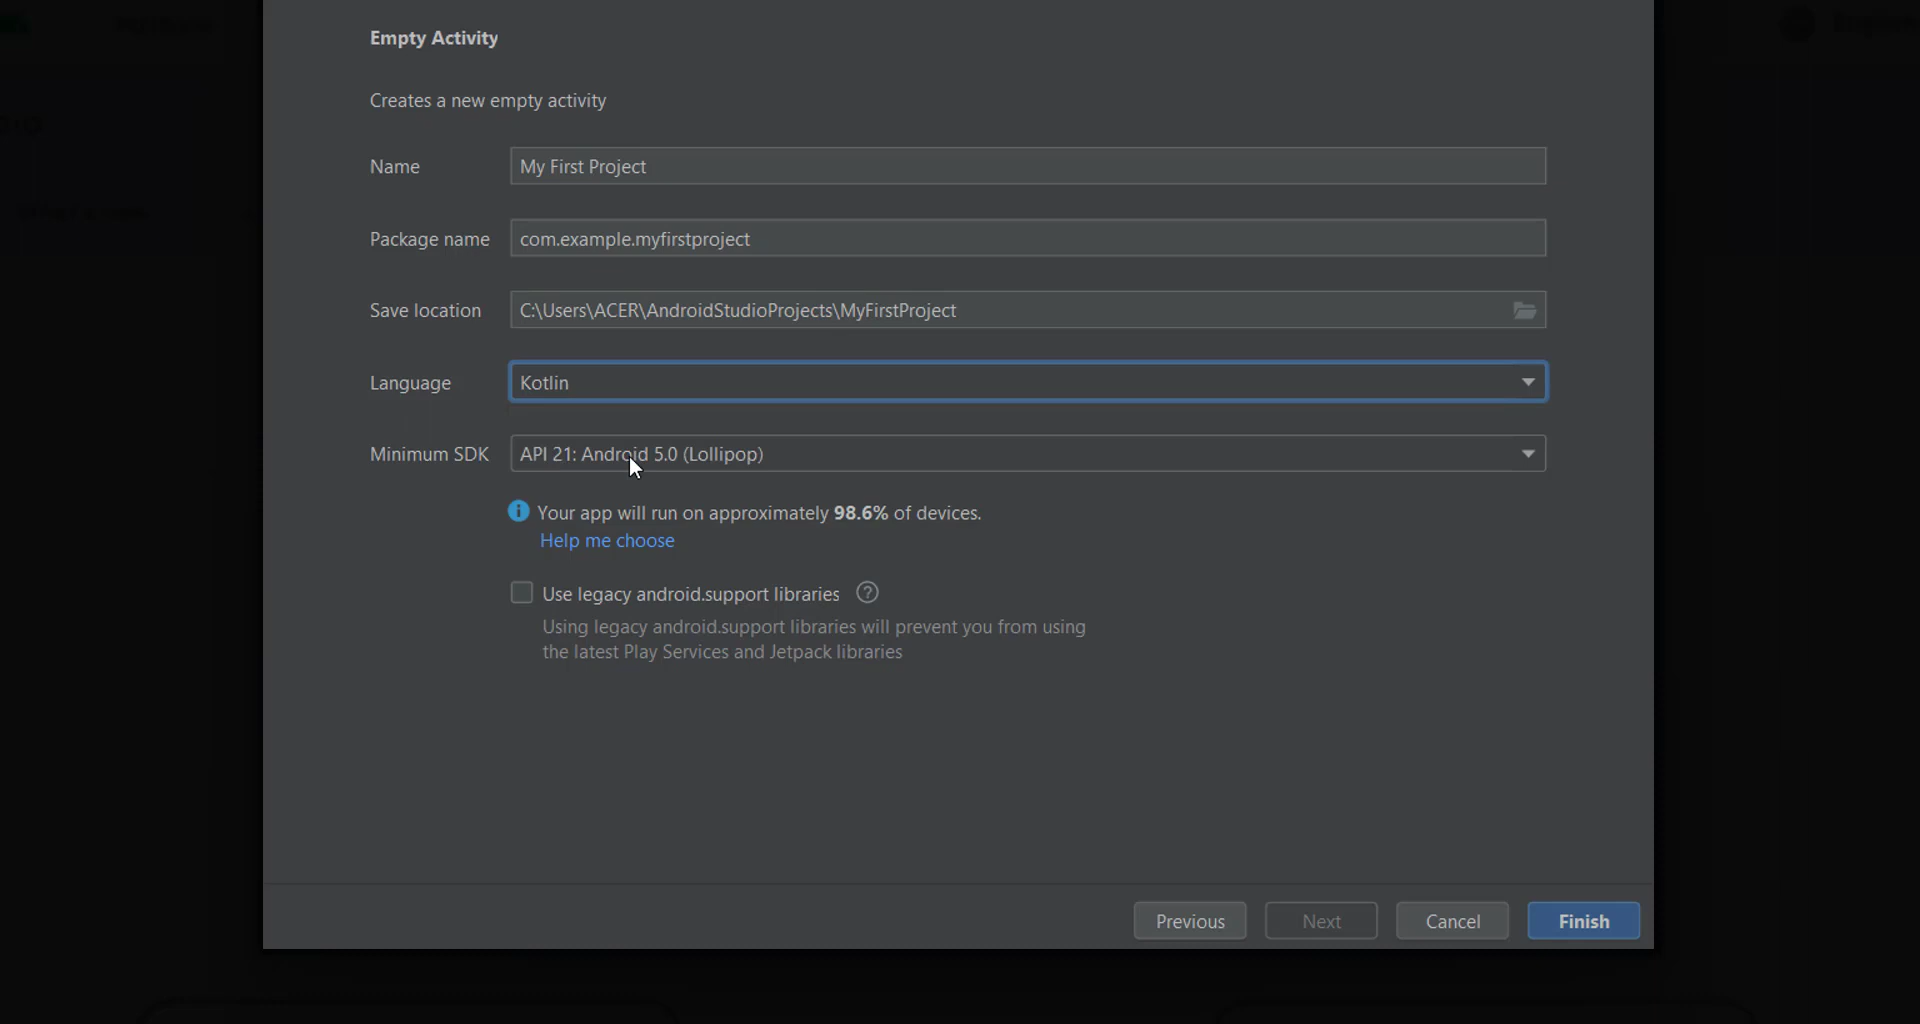 Empty Activity
Creates a new empty activity
Name My First Project
Package name com.example.myfirstproject
Save location C:\Users\ACER\AndroidStudioProjects\MyFirstProject
Language Kotlin
Minimum SDK API 21: Android 5.0 (Lollipop)
Your app will run on approximately 98.6% of devices.
Help me choose
Use legacy android.support libraries ?
Using legacy android.support libraries will prevent you from using
the latest Play Services and Jetpack libraries
Previous Next Cancel Finish